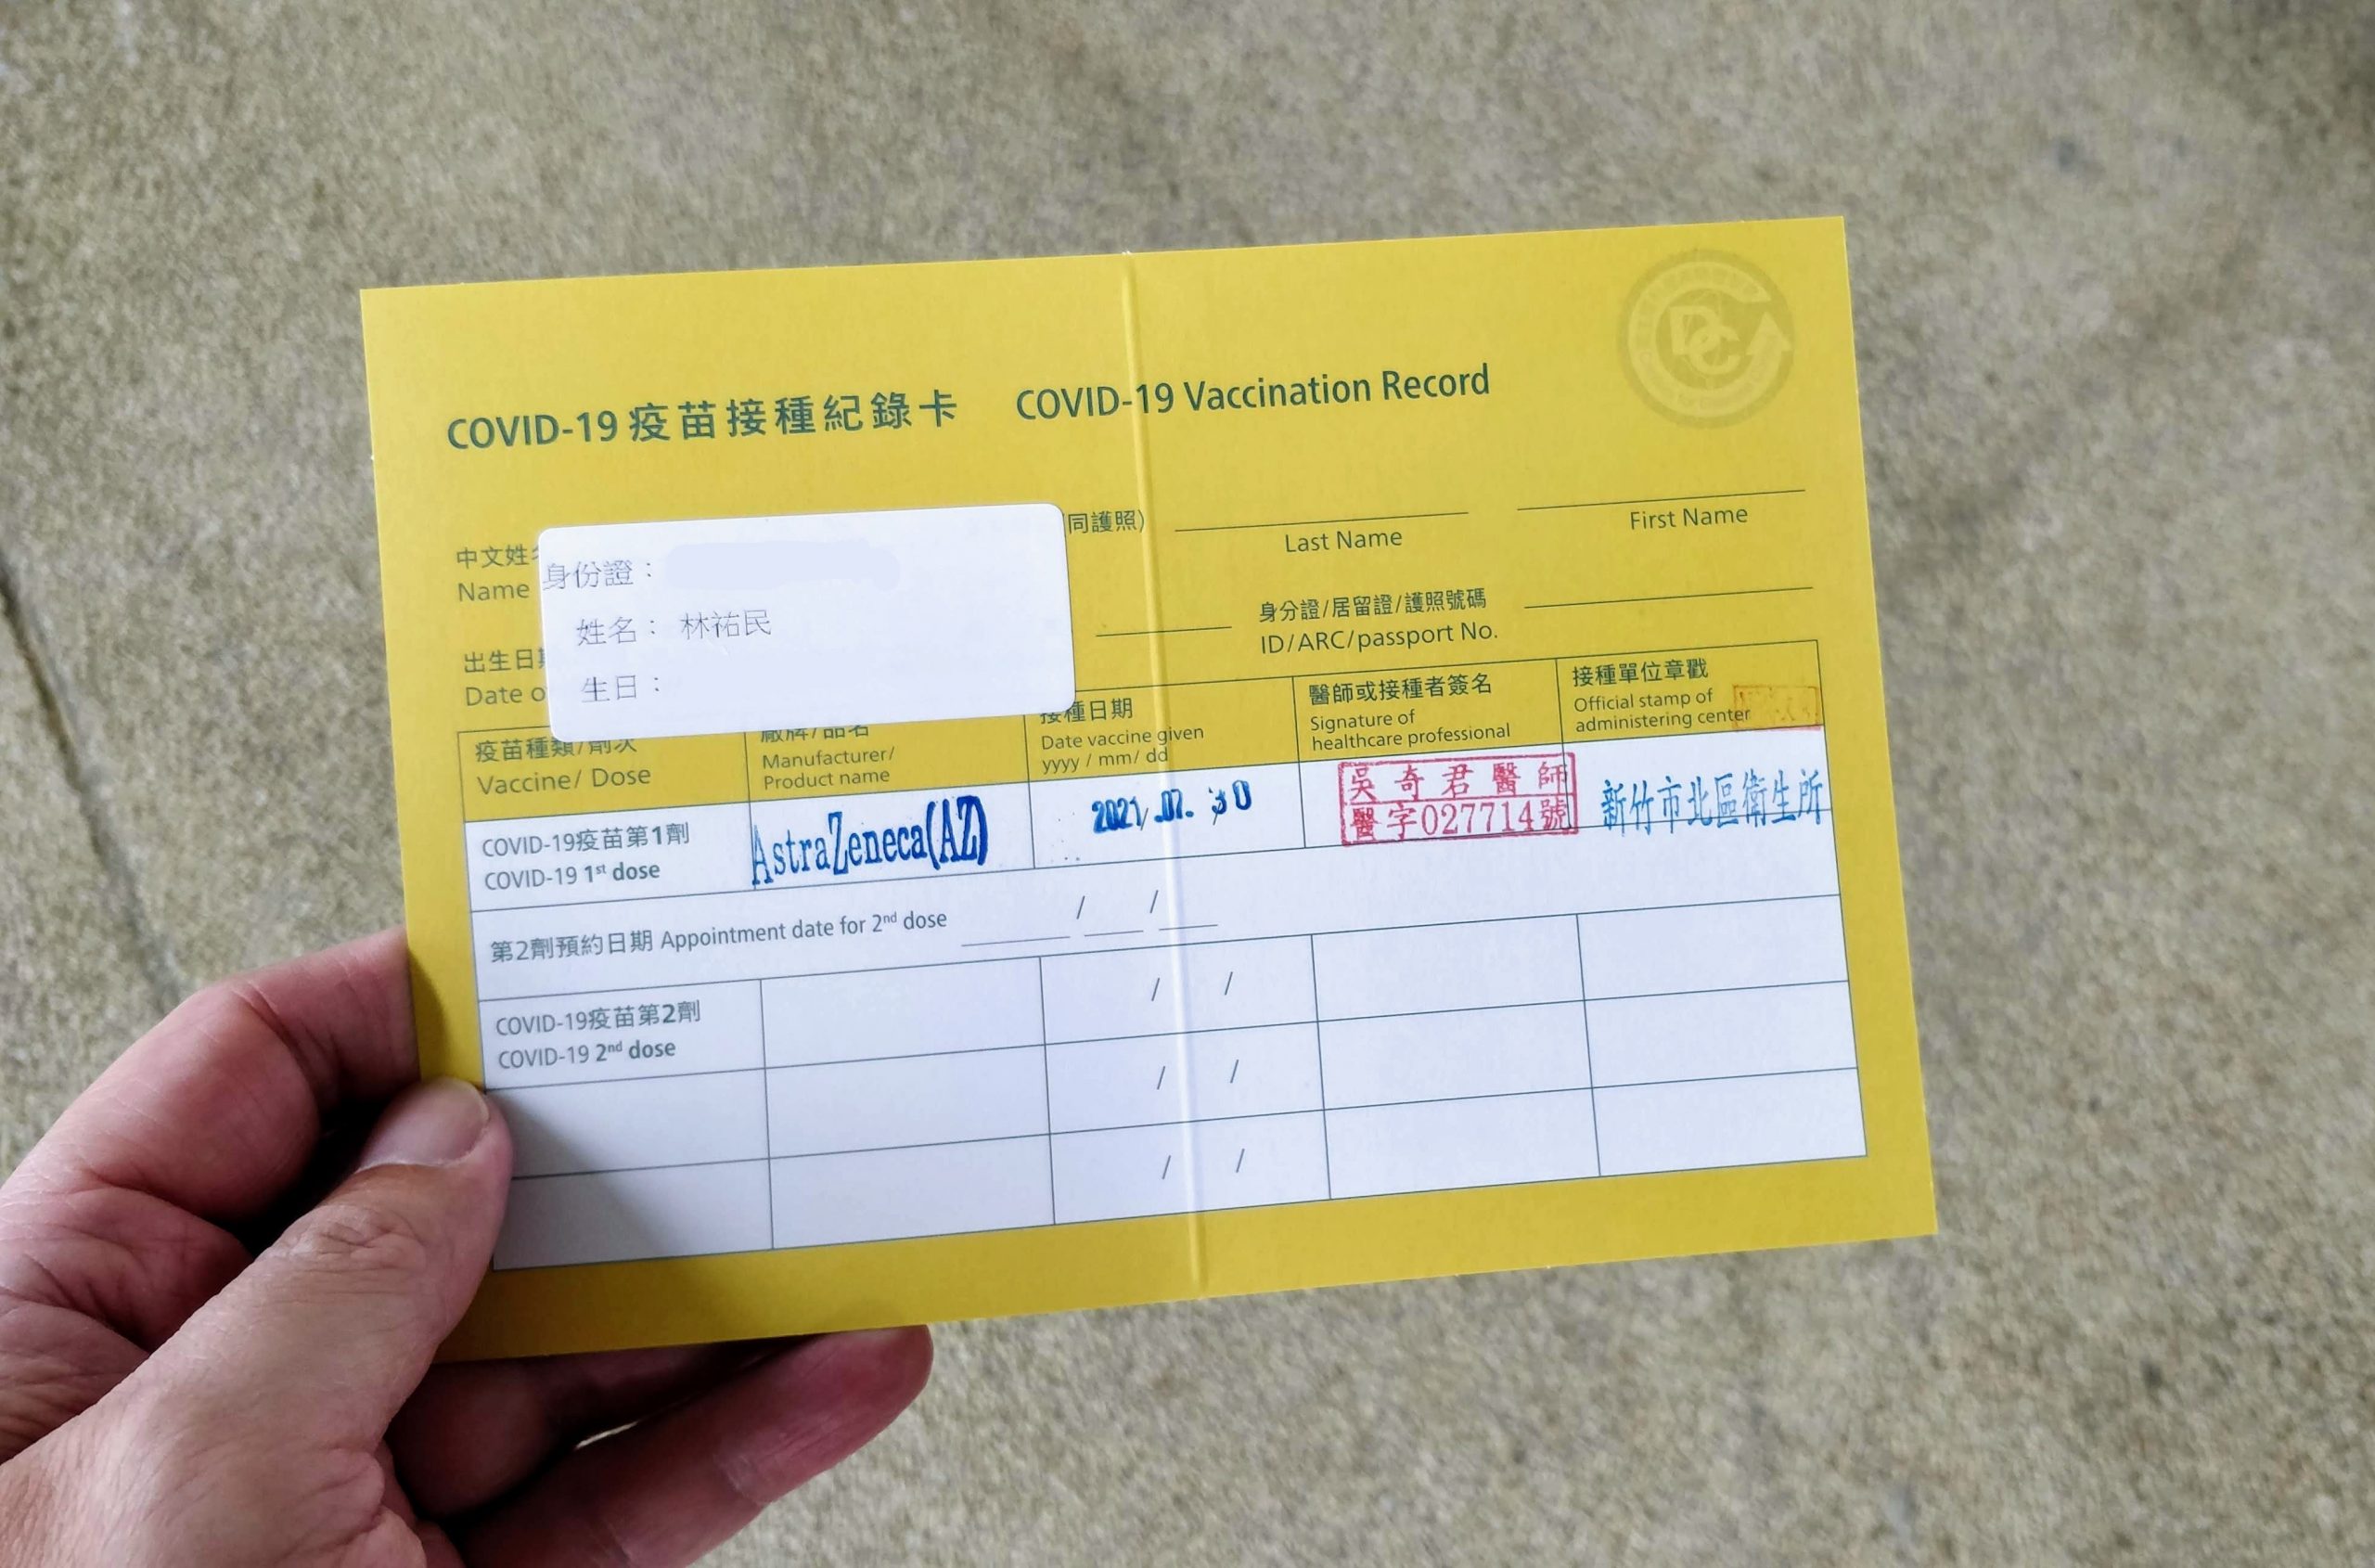 COVID-19 疫苗接種紀錄卡 COVID-19 Vaccination Record
中文姓
Name
同護照)
Last Name
First Name
身份證：
姓名： 林祐民
生日：
出生日
Date o
身分證/居留證/護照號碼
ID/ARC/passport No.
疫苗種類/劑次
Vaccine/ Dose
廠牌/品名
Manufacturer/
Product name
接種日期
Date vaccine given
yyyy / mm/ dd
醫師或接種者簽名
Signature of
healthcare professional
接種單位章戳
Official stamp of
administering center
COVID-19疫苗第1劑
COVID-19 1st dose
AstraZeneca(AZ)
2021.07.30
吳奇君醫師
醫字027714號
新竹市北區衛生所
第2劑預約日期 Appointment date for 2nd dose / /
COVID-19疫苗第2劑
COVID-19 2nd dose
/ /
/ /
/ /